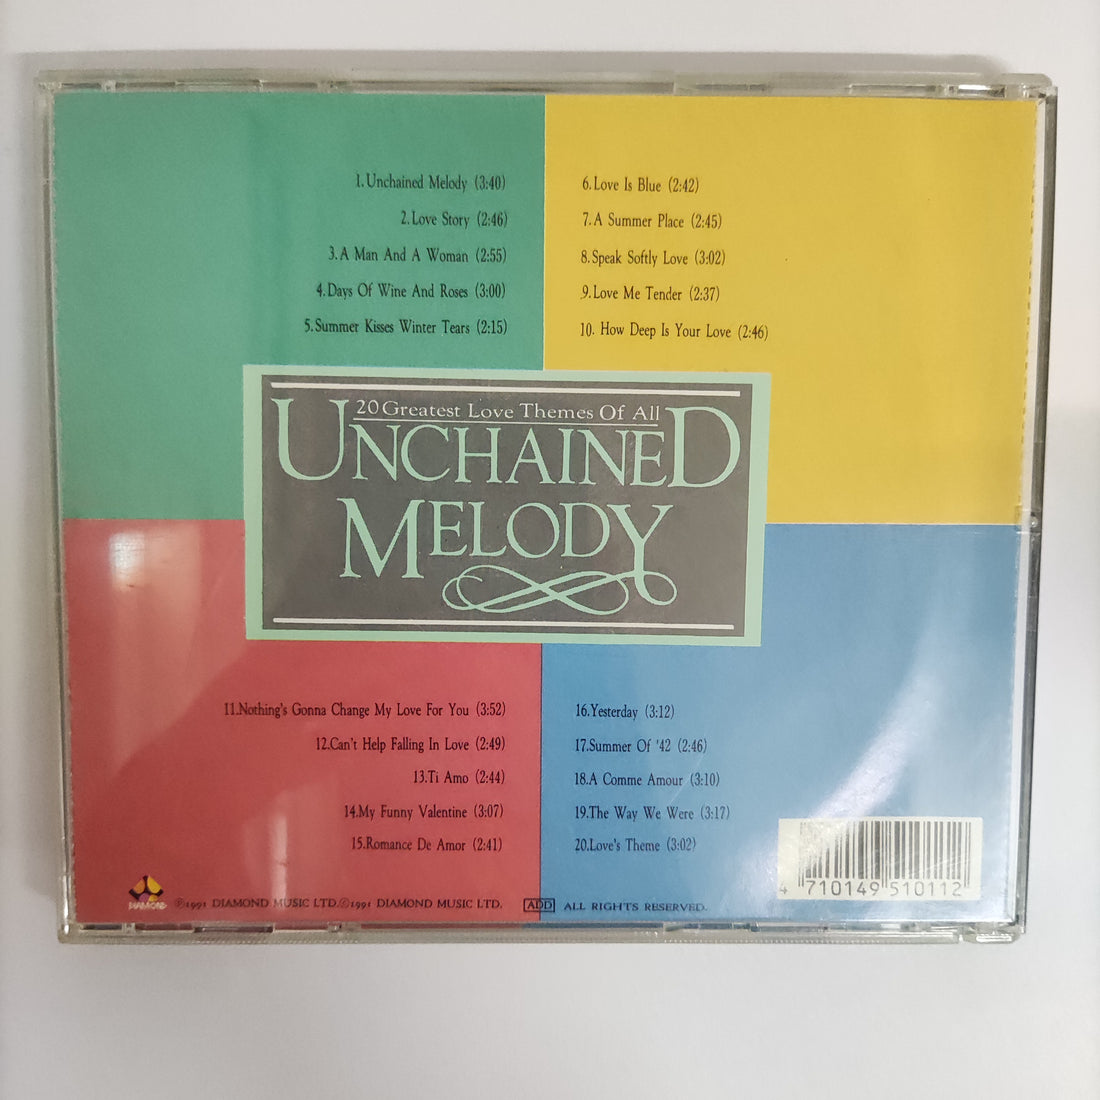 1.Unchained Melody (3:40)
2.Love Story (2:46)
3.A Man And A Woman (2:55)
4.Days Of Wine And Roses (3:00)
5.Summer Kisses Winter Tears (2:15)
6.Love Is Blue (2:42)
7.A Summer Place (2:45)
8.Speak Softly Love (3:02)
9.Love Me Tender (2:37)
10. How Deep Is Your Love (2:46)
20 Greatest Love Themes Of All
UNCHAINED
MELODY
11.Nothing's Gonna Change My Love For You (3:52)
12.Can't Help Falling In Love (2:49)
13.Ti Amo (2:44)
14.My Funny Valentine (3:07)
15.Romance De Amor (2:41)
16.Yesterday (3:12)
17.Summer Of '42 (2:46)
18.A Comme Amour (3:10)
19.The Way We Were (3:17)
20.Love's Theme (3:02)
4 710149 510112
DIAMOND
℗1991 DIAMOND MUSIC LTD.©1991 DIAMOND MUSIC LTD. ADD ALL RIGHTS RESERVED.